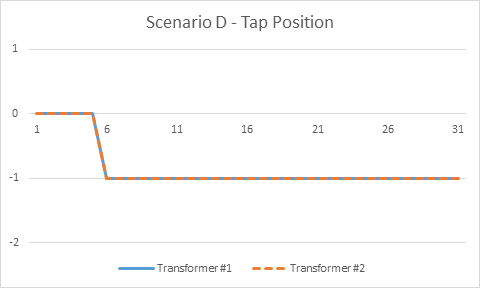 Scenario D - Tap Position
1
0
1 6 11 16 21 26 31
-1
-2
Transformer #1 Transformer #2